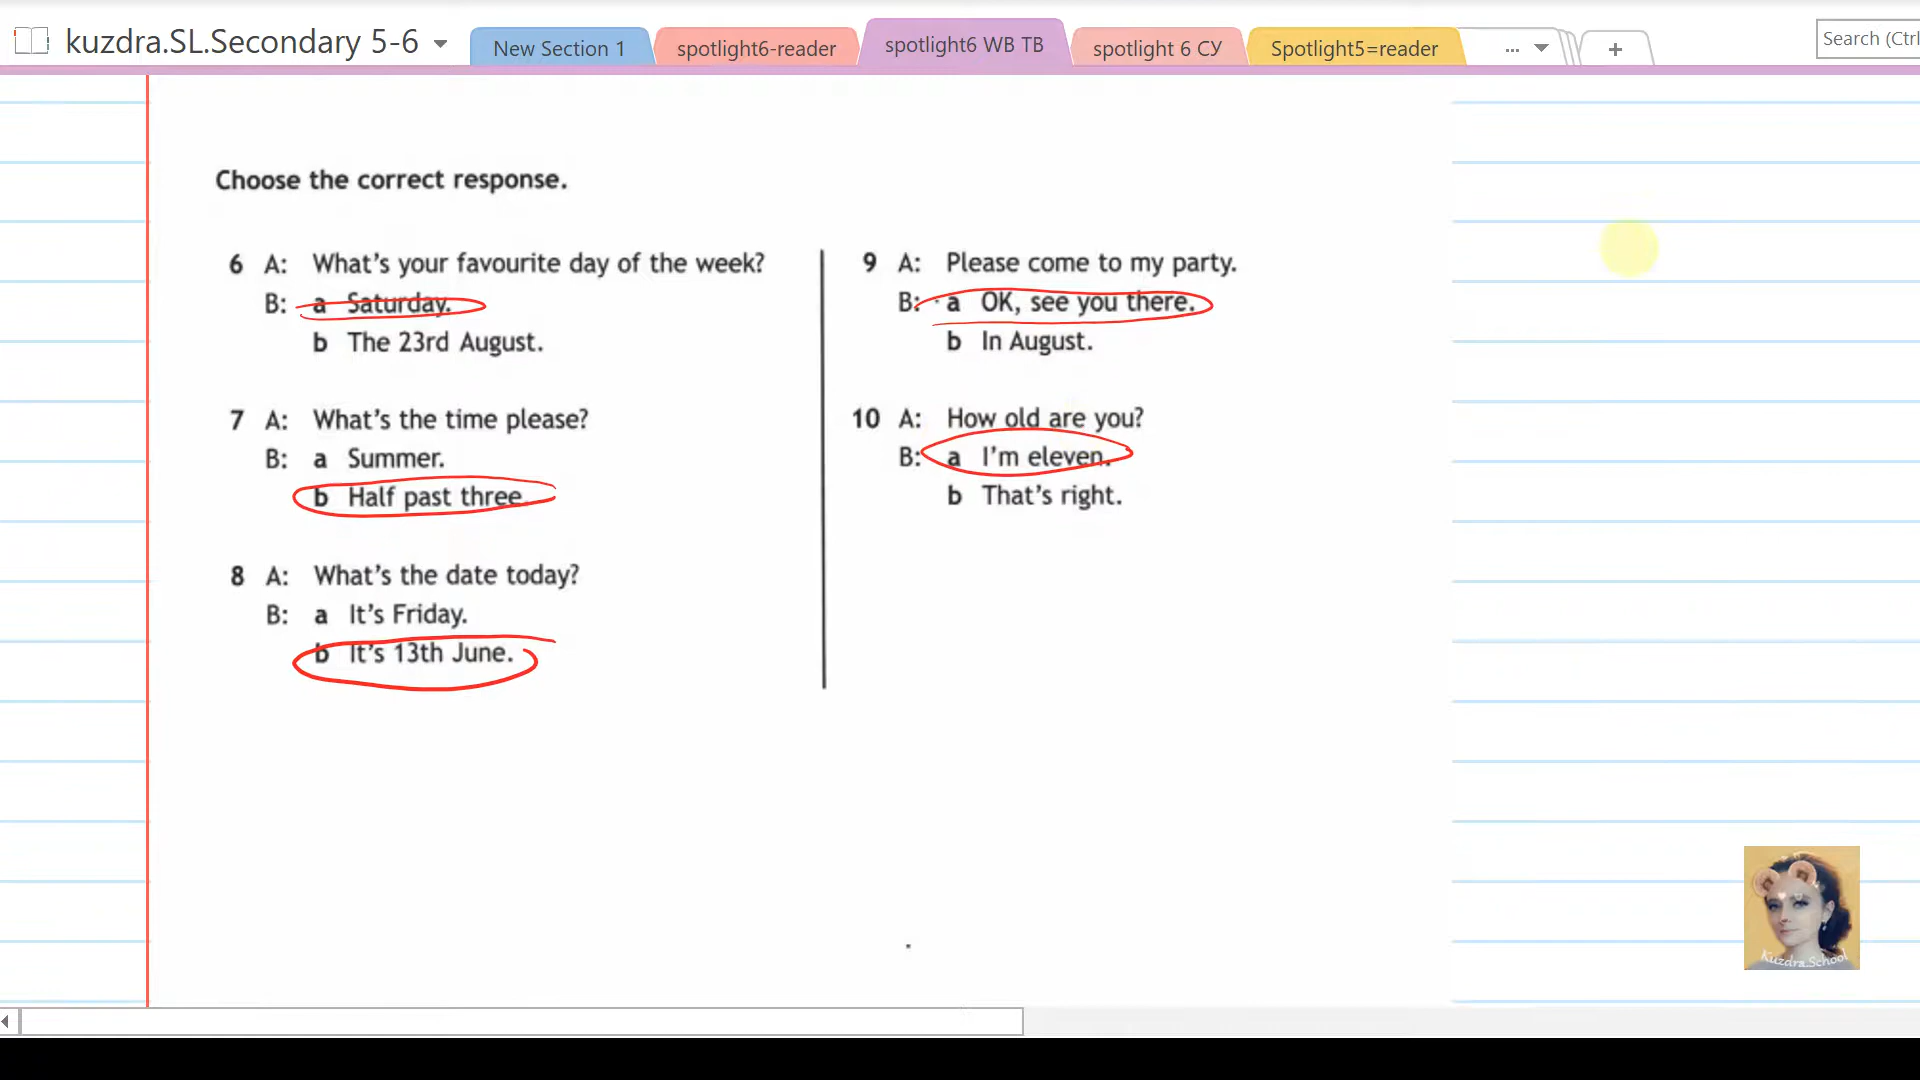 kuzdra.SL.Secondary 5-6
New Section 1
spotlight6-reader
spotlight6 WB TB
spotlight 6 СУ
Spotlight5=reader
...
+
Search (Ctrl
Choose the correct response.
6 A: What's your favourite day of the week?
B: a Saturday.
b The 23rd August.
7 A: What's the time please?
B: a Summer.
b Half past three.
8 A: What's the date today?
B: a It's Friday.
b It's 13th June.
9 A: Please come to my party.
B: a OK, see you there.
b In August.
10 A: How old are you?
B: a I'm eleven.
b That's right.
Kuzdra.School